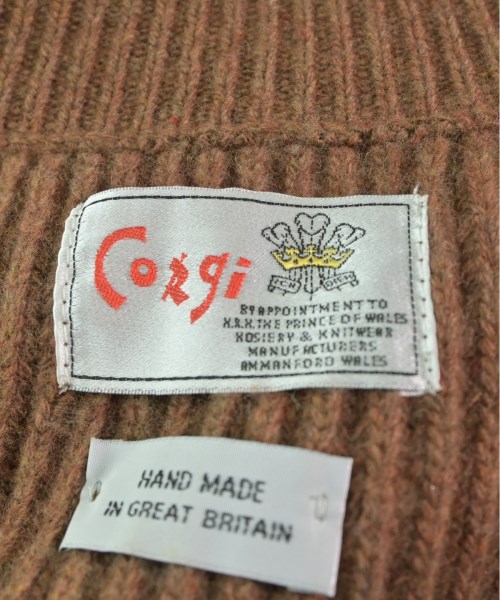 Corgi
ICH DIEN
BY APPOINTMENT TO
H.R.H. THE PRINCE OF WALES
HOSIERY & KNITWEAR
MANUFACTURERS
AMMANFORD WALES
HAND MADE
IN GREAT BRITAIN